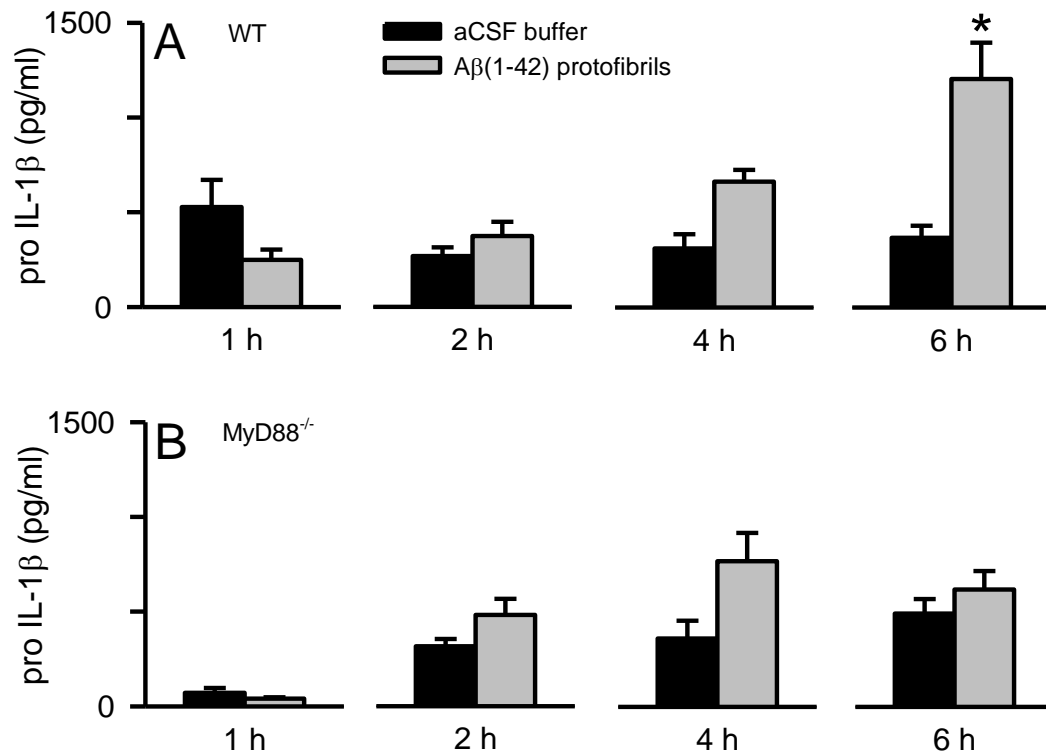 A WT
aCSF buffer
Aβ(1-42) protofibrils
*
1500
0
pro IL-1β (pg/ml)
1 h 2 h 4 h 6 h
B MyD88-/-
1500
0
pro IL-1β (pg/ml)
1 h 2 h 4 h 6 h